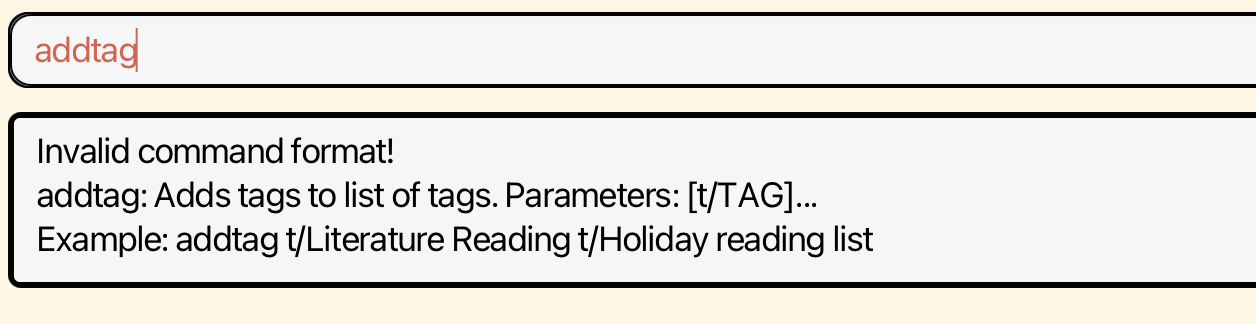 addtag
Invalid command format!
addtag: Adds tags to list of tags. Parameters: [t/TAG]...
Example: addtag t/Literature Reading t/Holiday reading list